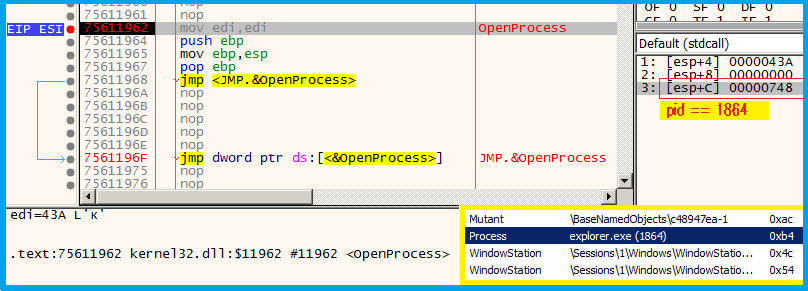 75611960 nop
75611961 nop
EIP ESI 75611962 mov edi,edi OpenProcess
75611964 push ebp
75611965 mov ebp,esp
75611967 pop ebp
75611968 jmp <JMP.&OpenProcess>
7561196A nop
7561196B nop
7561196C nop
7561196D nop
7561196E nop
7561196F jmp dword ptr ds:[<&OpenProcess>] JMP.&OpenProcess
75611975 nop
75611976 nop
OF 0 SF 0 DF 0
CF 0 TF 1 IF 1
Default (stdcall)
1: [esp+4] 0000043A
2: [esp+8] 00000000
3: [esp+C] 00000748
pid == 1864
edi=43A L'к'
.text:75611962 kernel32.dll:$11962 #11962 <OpenProcess>
Mutant \BaseNamedObjects\c48947ea-1 0xac
Process explorer.exe (1864) 0xb4
WindowStation \Sessions\1\Windows\WindowStatio... 0x4c
WindowStation \Sessions\1\Windows\WindowStatio... 0x54